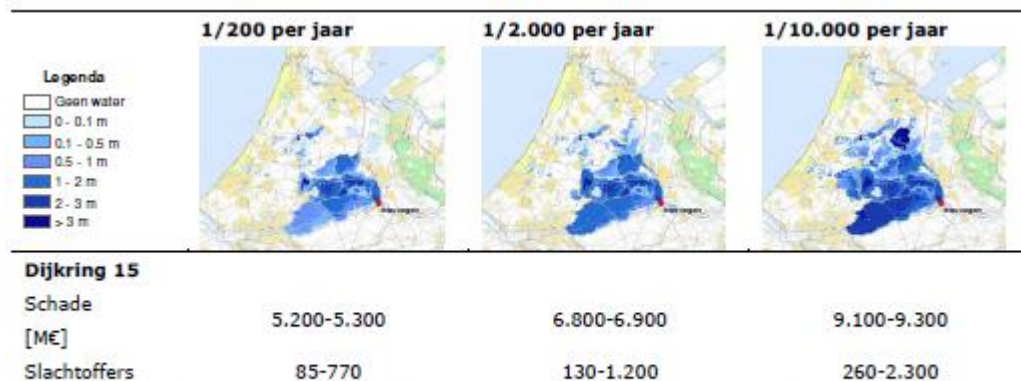 1/200 per jaar 1/2.000 per jaar 1/10.000 per jaar
Legenda
Geen water
0 - 0.1 m
0.1 - 0.5 m
0.5 - 1 m
1 - 2 m
2 - 3 m
> 3 m
Dijkring 15
Schade
[M€] 5.200-5.300 6.800-6.900 9.100-9.300
Slachtoffers 85-770 130-1.200 260-2.300